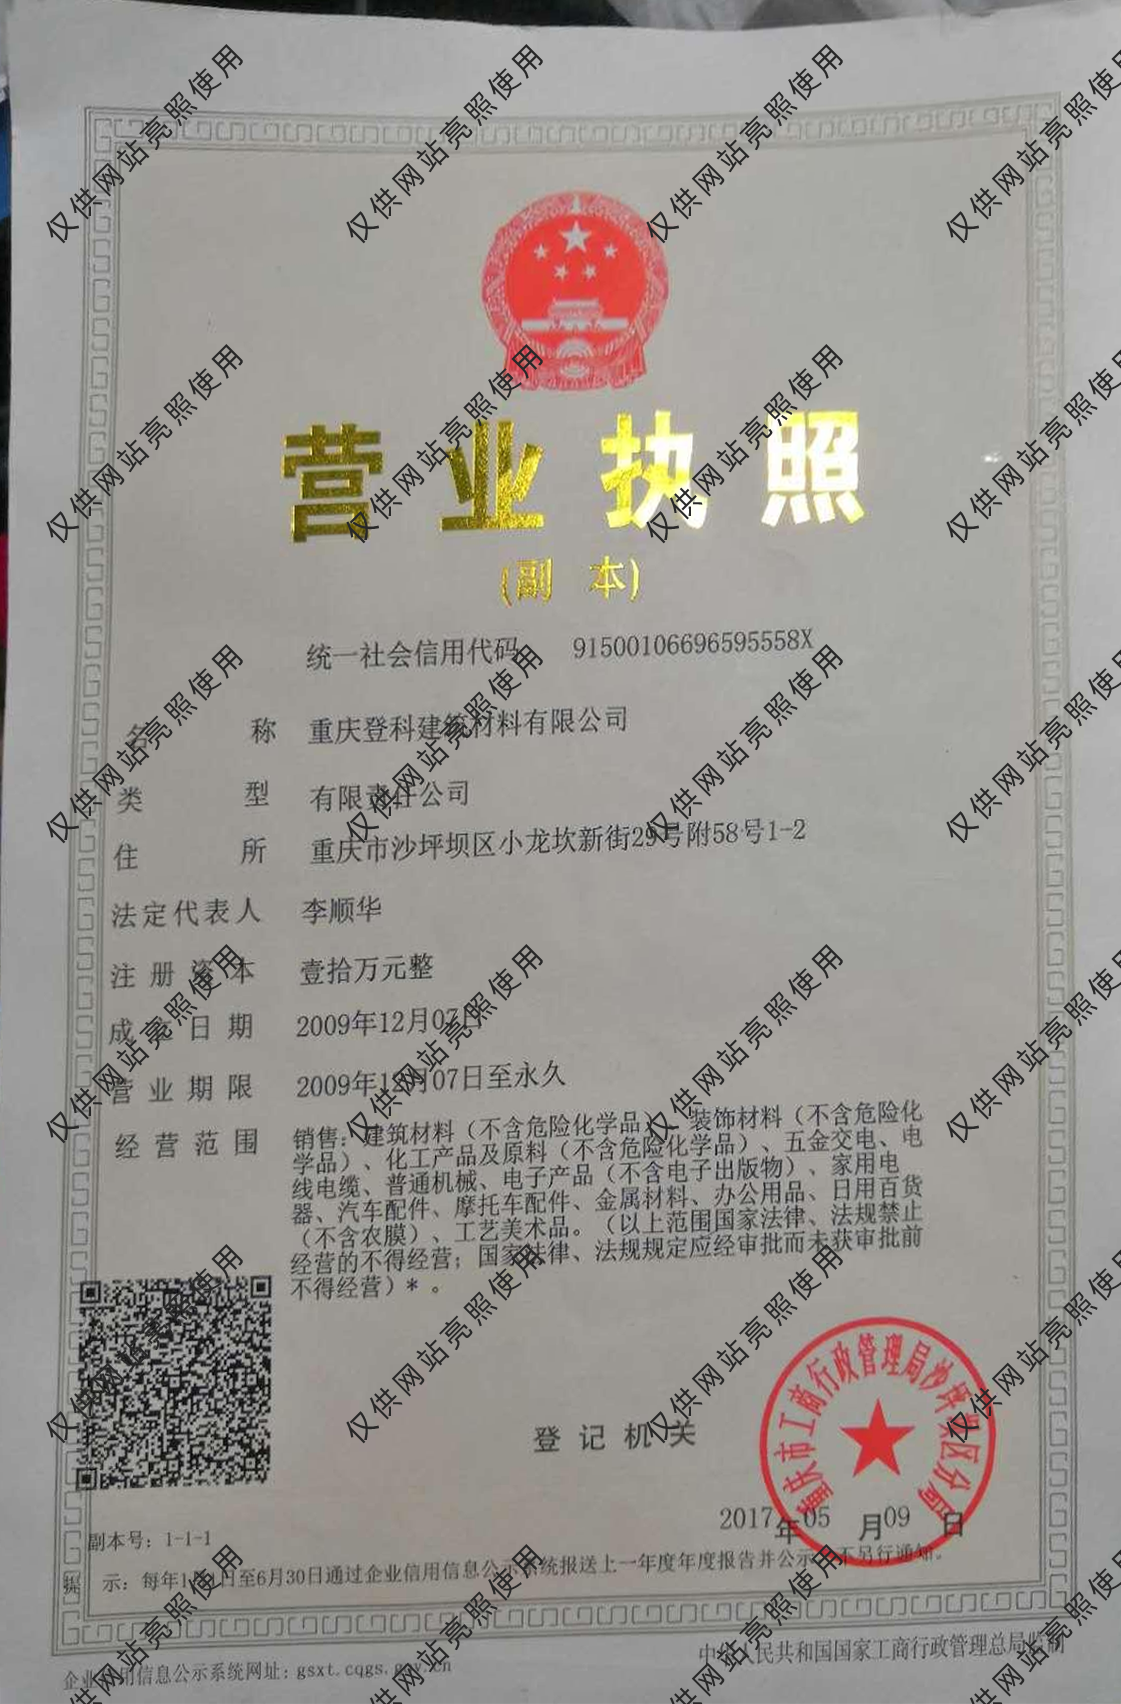 营业执照
(副 本)
统一社会信用代码 91500106696595558X
名称 重庆登科建筑材料有限公司
类型 有限责任公司
住所 重庆市沙坪坝区小龙坎新街29号附58号1-2
法定代表人 李顺华
注册资本 壹拾万元整
成立日期 2009年12月07日
营业期限 2009年12月07日至永久
经营范围 销售：建筑材料（不含危险化学品）、装饰材料（不含危险化
学品）、化工产品及原料（不含危险化学品）、五金交电、电
线电缆、普通机械、电子产品（不含电子出版物）、家用电
器、汽车配件、摩托车配件、金属材料、办公用品、日用百货
（不含农膜）、工艺美术品。（以上范围国家法律、法规禁止
经营的不得经营；国家法律、法规规定应经审批而未获审批前
不得经营）*。
重庆市工商行政管理局沙坪坝区分局
登记机关
2017年05月09日
副本号：1-1-1
提示：每年1月1日至6月30日通过企业信用信息公示系统报送上一年度年度报告并公示，不另行通知。
企业信用信息公示系统网址：gsxt.cqgs.gov.cn
中华人民共和国国家工商行政管理总局监制
仅供网站亮照使用